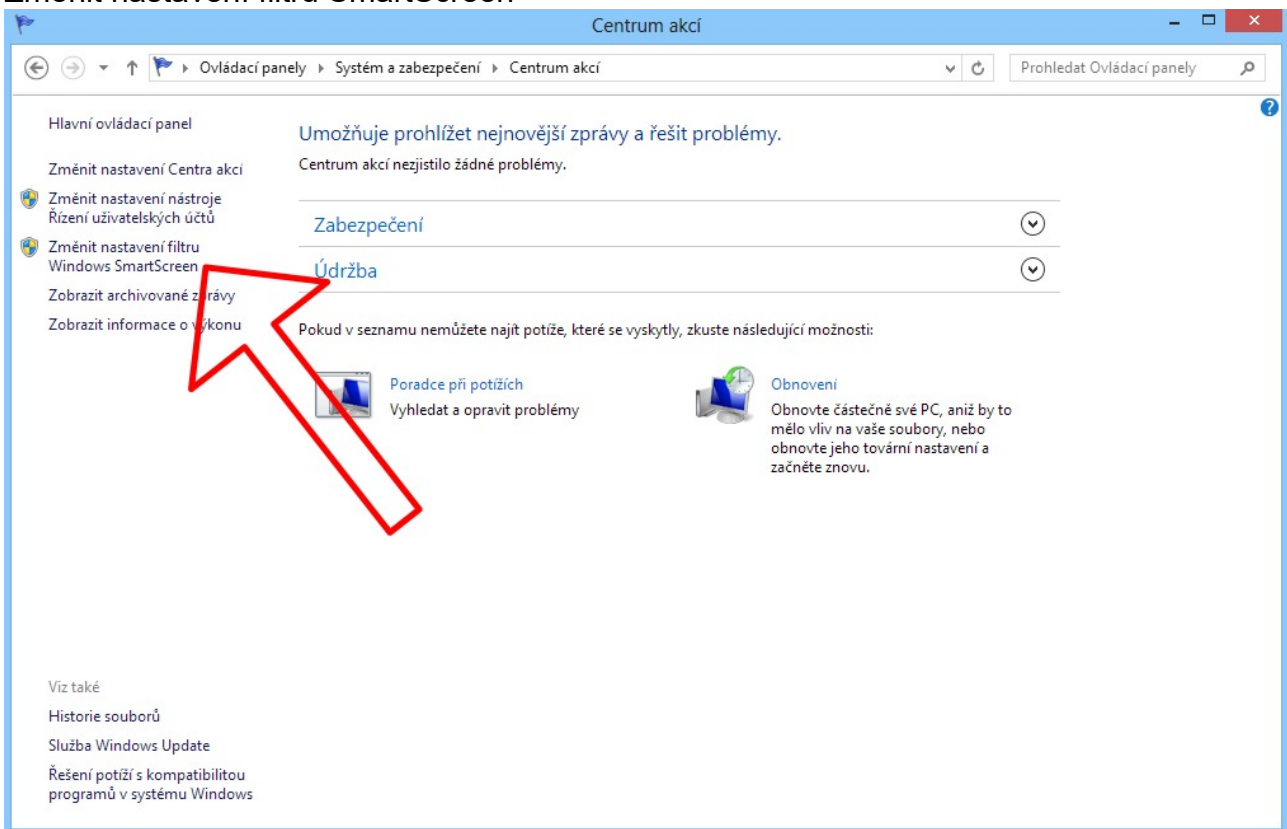 Změnit nastavení filtru SmartScreen
Centrum akcí
Ovládací panely Systém a zabezpečení Centrum akcí
Prohledat Ovládací panely
Hlavní ovládací panel
Změnit nastavení Centra akcí
Změnit nastavení nástroje
Řízení uživatelských účtů
Změnit nastavení filtru
Windows SmartScreen
Zobrazit archivované zprávy
Zobrazit informace o výkonu
Umožňuje prohlížet nejnovější zprávy a řešit problémy.
Centrum akcí nezjistilo žádné problémy.
Zabezpečení
Údržba
Pokud v seznamu nemůžete najít potíže, které se vyskytly, zkuste následující možnosti:
Poradce při potížích
Vyhledat a opravit problémy
Obnovení
Obnovte částečně své PC, aniž by to
mělo vliv na vaše soubory, nebo
obnovte jeho tovární nastavení a
začněte znovu.
Viz také
Historie souborů
Služba Windows Update
Řešení potíží s kompatibilitou
programů v systému Windows